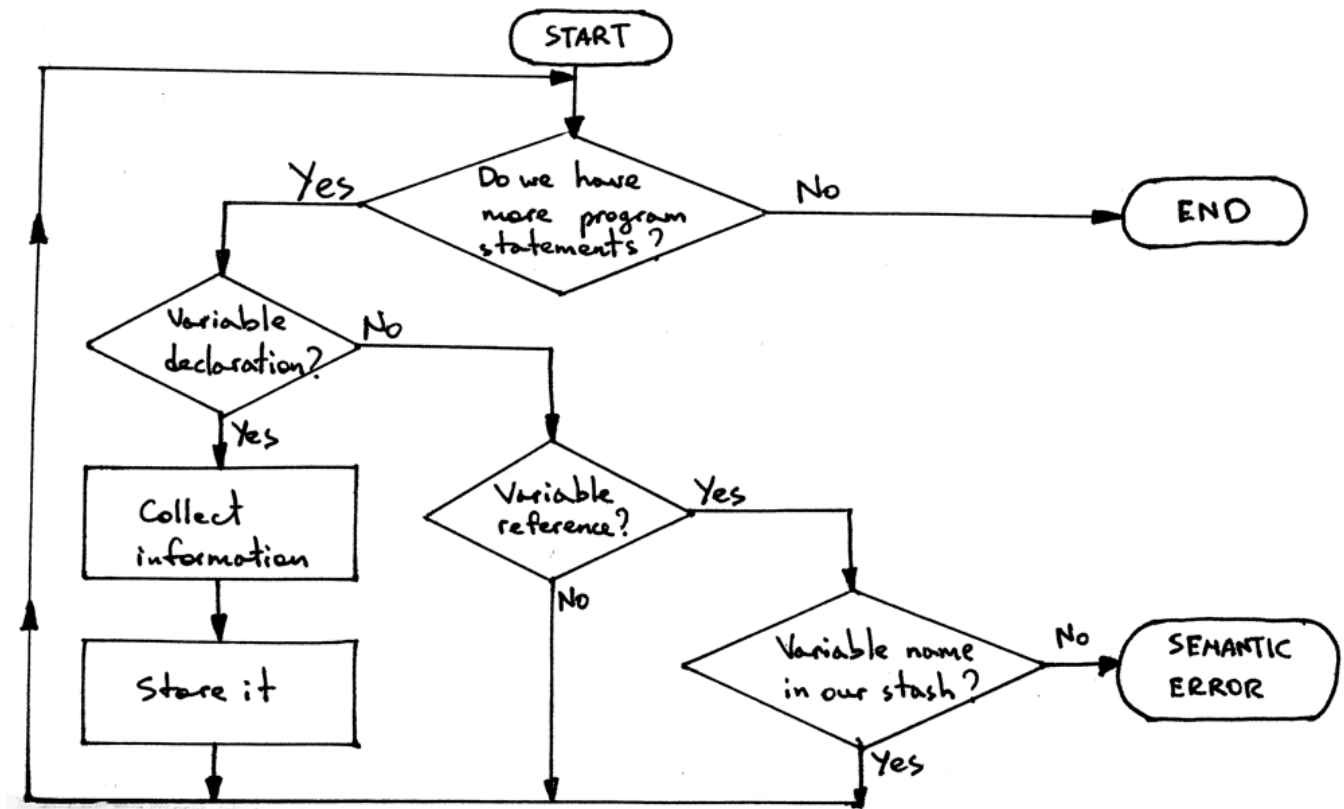 START
Do we have
more program
statements?
Yes
No
END
Variable
declaration?
No
Yes
Collect
information
Store it
Variable
reference?
Yes
No
Variable name
in our stash?
No
SEMANTIC
ERROR
Yes